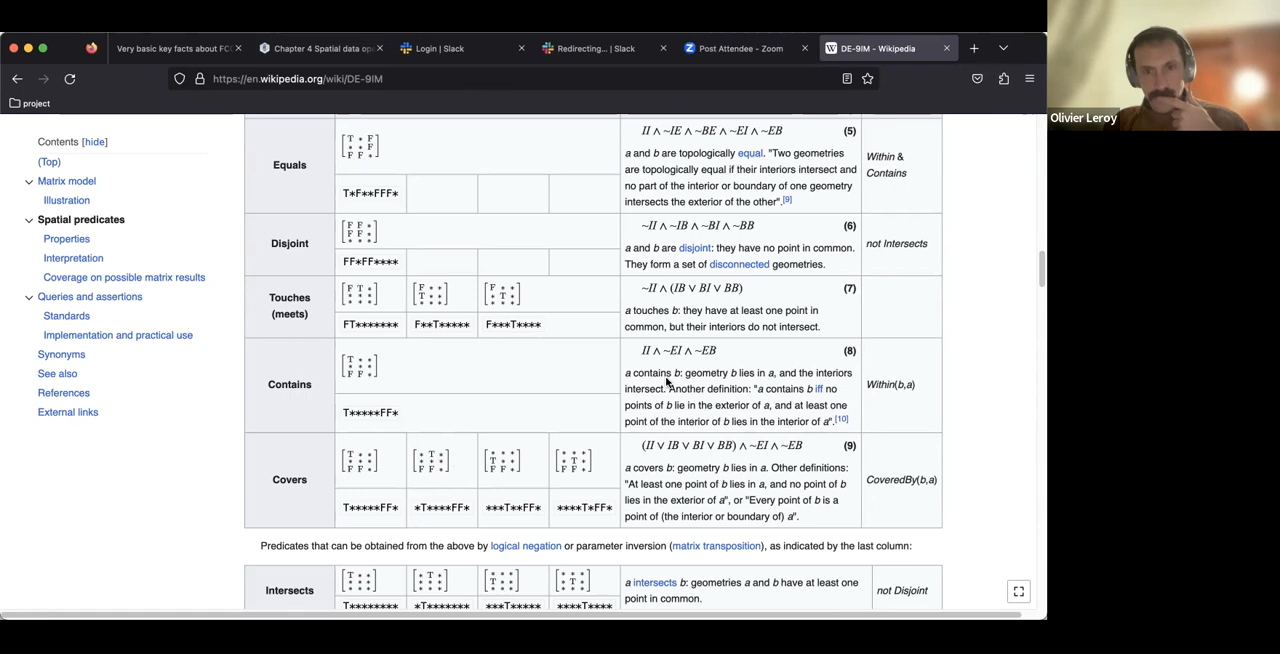 Very basic key facts about FC
Chapter 4 Spatial data op
Login | Slack
Redirecting... | Slack
Post Attendee - Zoom
DE-9IM - Wikipedia
https://en.wikipedia.org/wiki/DE-9IM
project
Olivier Leroy
Contents [hide]
(Top)
Matrix model
Illustration
Spatial predicates
Properties
Interpretation
Coverage on possible matrix results
Queries and assertions
Standards
Implementation and practical use
Synonyms
See also
References
External links
Equals
[T * F
* * F
F F *]
T*F**FFF*
II ∧ ~IE ∧ ~BE ∧ ~EI ∧ ~EB (5)
a and b are topologically equal. "Two geometries
are topologically equal if their interiors intersect and
no part of the interior or boundary of one geometry
intersects the exterior of the other".[9]
Within &
Contains
Disjoint
[F F *
F F *
* * *]
FF*FF****
~II ∧ ~IB ∧ ~BI ∧ ~BB (6)
a and b are disjoint: they have no point in common.
They form a set of disconnected geometries.
not Intersects
Touches
(meets)
[F T *
* * *
* * *]
[F * *
T * *
* * *]
[F * *
* T *
* * *]
FT******* F**T***** F***T****
~II ∧ (IB ∨ BI ∨ BB) (7)
a touches b: they have at least one point in
common, but their interiors do not intersect.
Contains
[T * *
* * *
F F *]
T*****FF*
II ∧ ~EI ∧ ~EB (8)
a contains b: geometry b lies in a, and the interiors
intersect. Another definition: "a contains b iff no
points of b lie in the exterior of a, and at least one
point of the interior of b lies in the interior of a".[10]
Within(b,a)
Covers
[T * *
* * *
F F *]
[* T *
* * *
F F *]
[* * *
T * *
F F *]
[* * *
* T *
F F *]
T*****FF* *T****FF* ***T**FF* ****T*FF*
(II ∨ IB ∨ BI ∨ BB) ∧ ~EI ∧ ~EB (9)
a covers b: geometry b lies in a. Other definitions:
"At least one point of b lies in a, and no point of b
lies in the exterior of a", or "Every point of b is a
point of (the interior or boundary of) a".
CoveredBy(b,a)
Predicates that can be obtained from the above by logical negation or parameter inversion (matrix transposition), as indicated by the last column:
Intersects
[T * *
* * *
* * *]
[* T *
* * *
* * *]
[* * *
T * *
* * *]
[* * *
* T *
* * *]
T******** *T******* ***T***** ****T****
a intersects b: geometries a and b have at least one
point in common.
not Disjoint